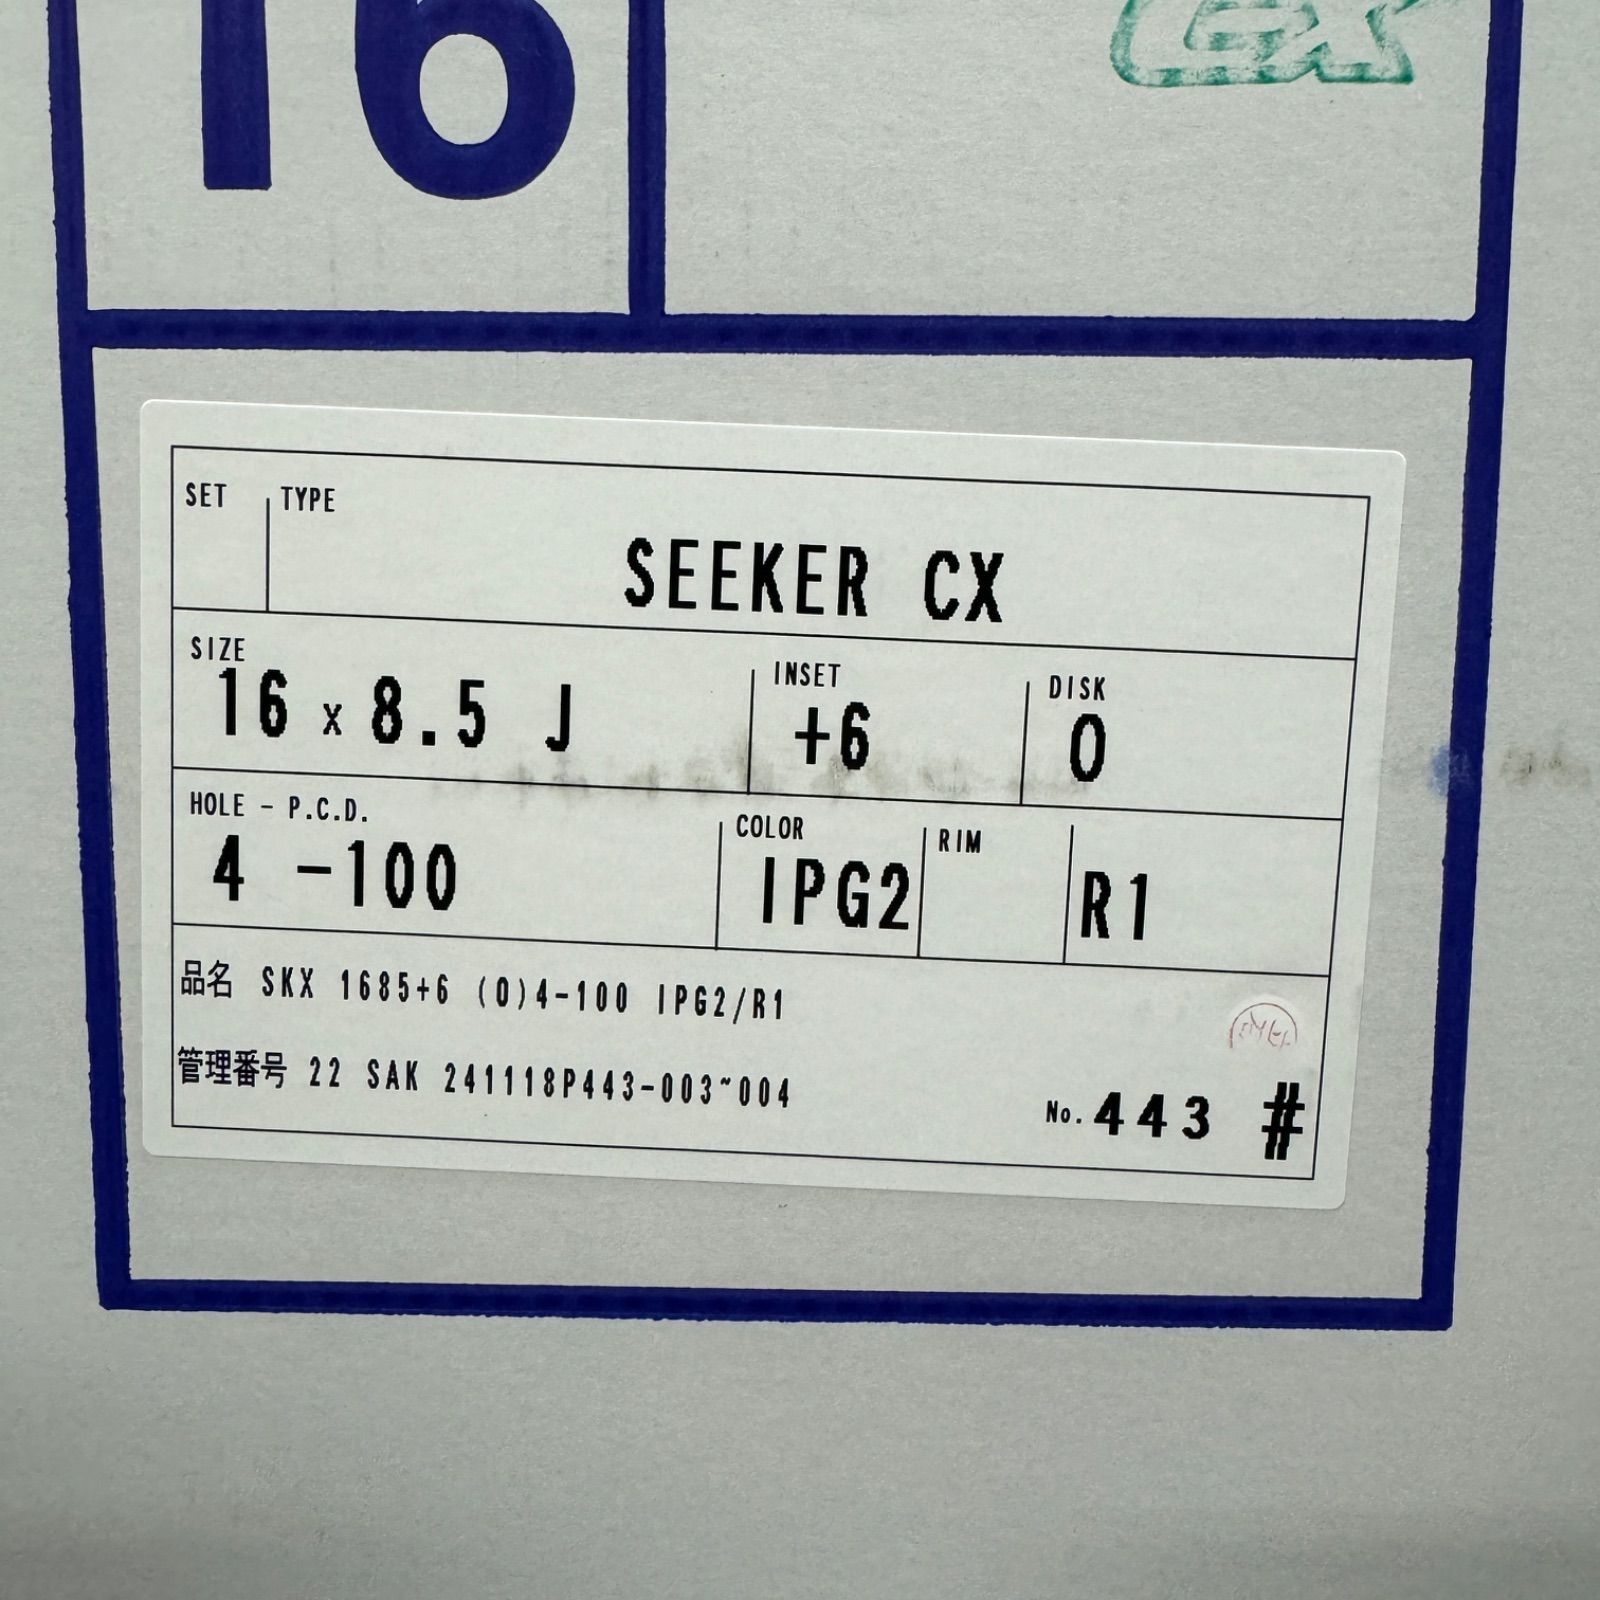 16
CX
SET TYPE
SEEKER CX
SIZE INSET DISK
16 x 8.5 J +6 0
HOLE - P.C.D. COLOR RIM
4 -100 IPG2 R1
品名 SKX 1685+6 (0)4-100 IPG2/R1
管理番号 22 SAK 241118P443-003~004
No. 443 #